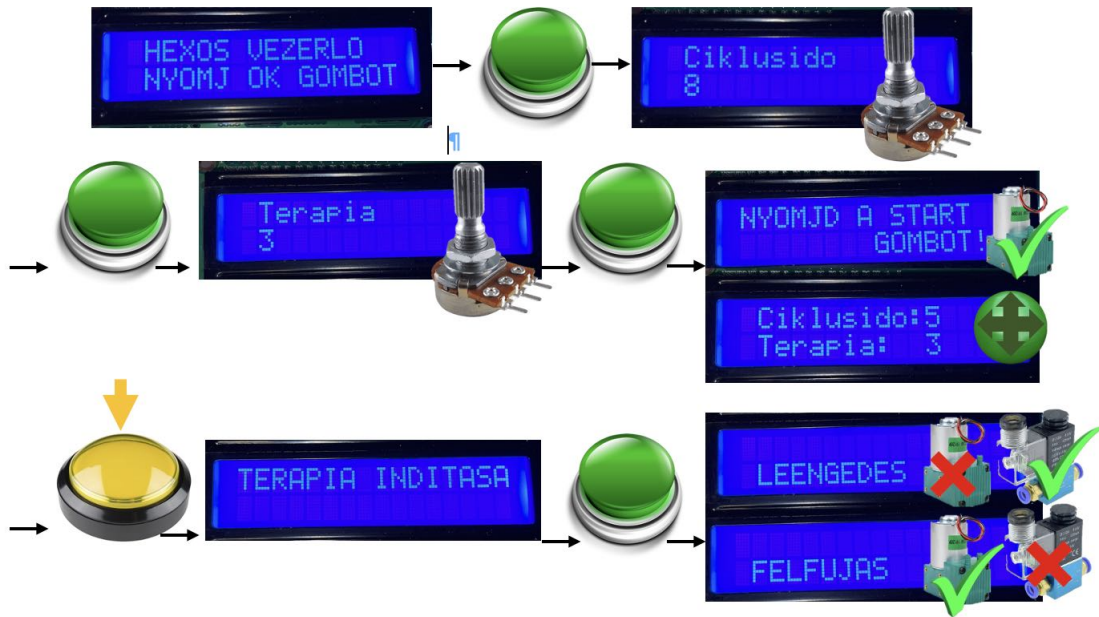 HEXOS VEZERLO
NYOMJ OK GOMBOT
Ciklusido
8
¶
Terapia
3
NYOMJD A START
GOMBOT!
Ciklusido:5
Terapia: 3
TERAPIA INDITASA
LEENGEDES
FELFUJAS